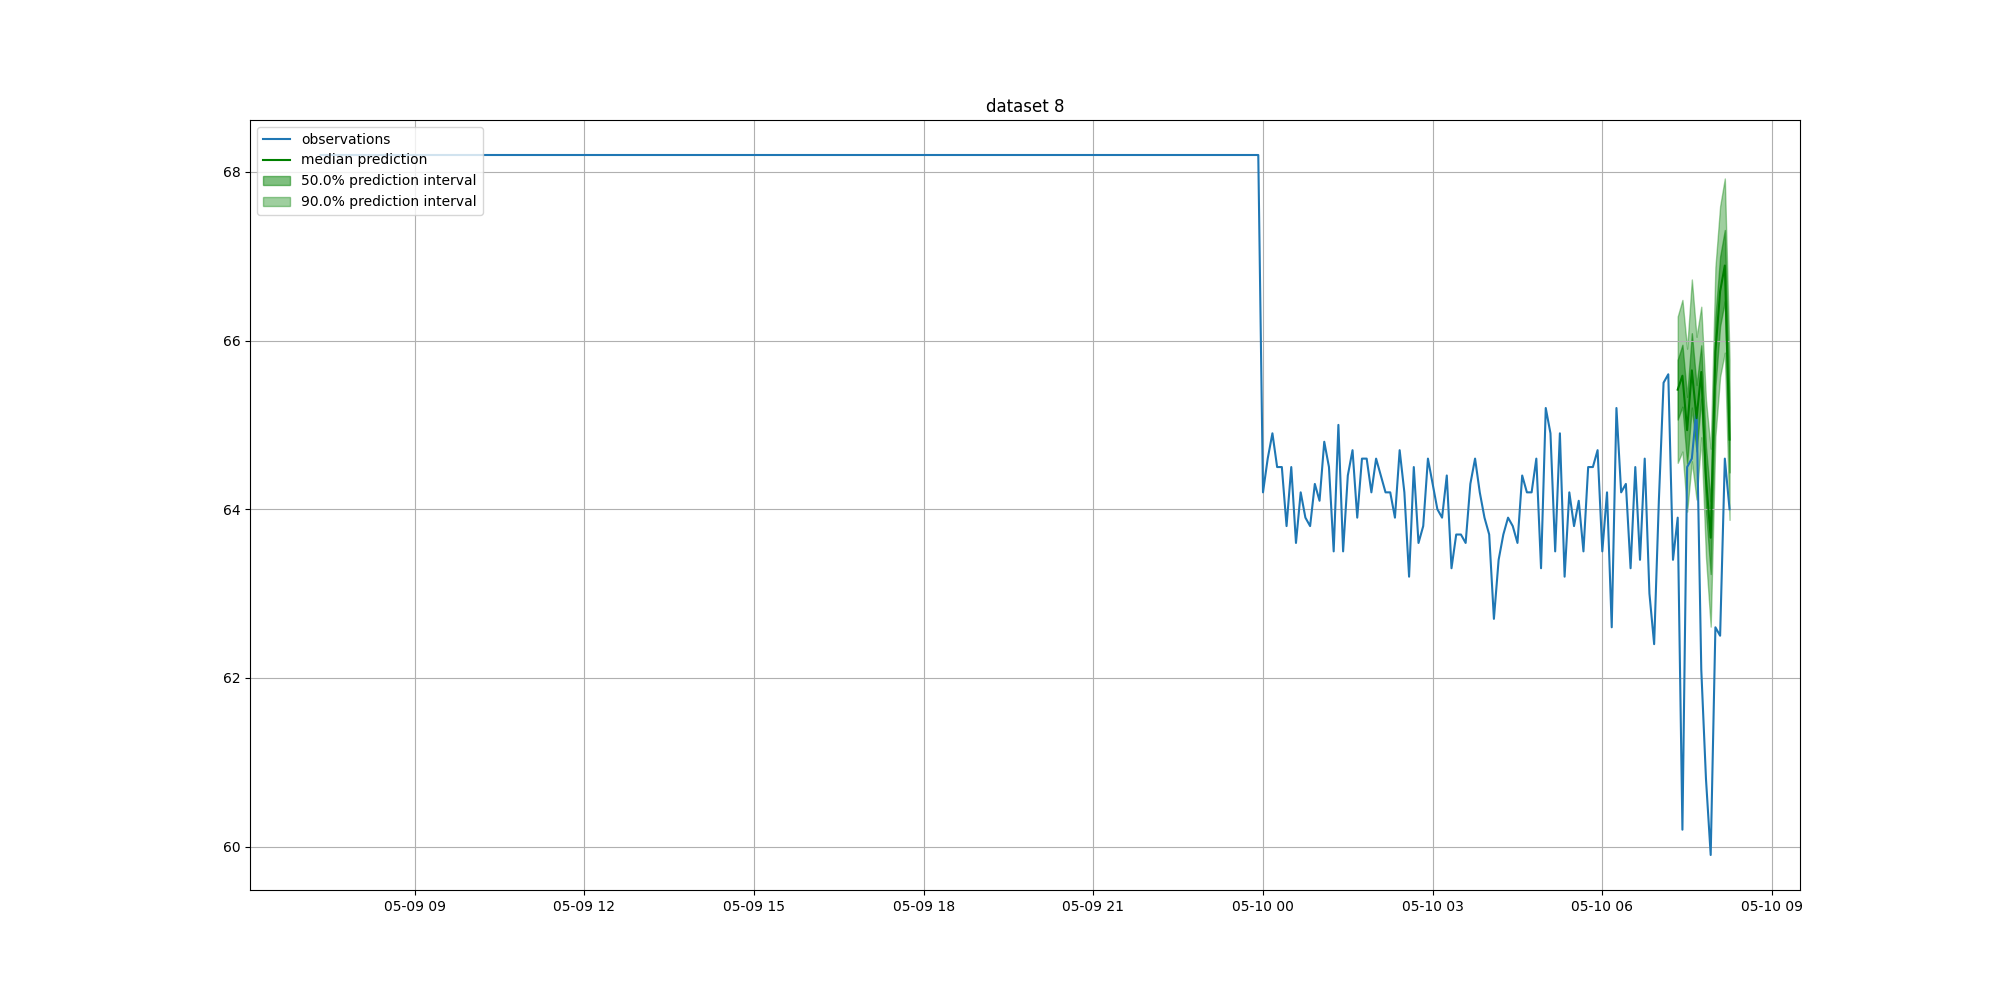 dataset 8
observations
median prediction
50.0% prediction interval
90.0% prediction interval
68
66
64
62
60
05-09 09
05-09 12
05-09 15
05-09 18
05-09 21
05-10 00
05-10 03
05-10 06
05-10 09